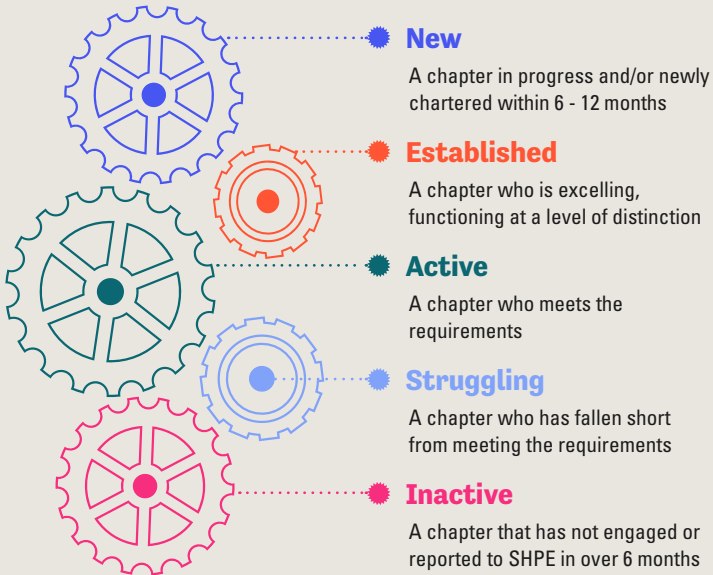 New
A chapter in progress and/or newly
chartered within 6 - 12 months
Established
A chapter who is excelling,
functioning at a level of distinction
Active
A chapter who meets the
requirements
Struggling
A chapter who has fallen short
from meeting the requirements
Inactive
A chapter that has not engaged or
reported to SHPE in over 6 months